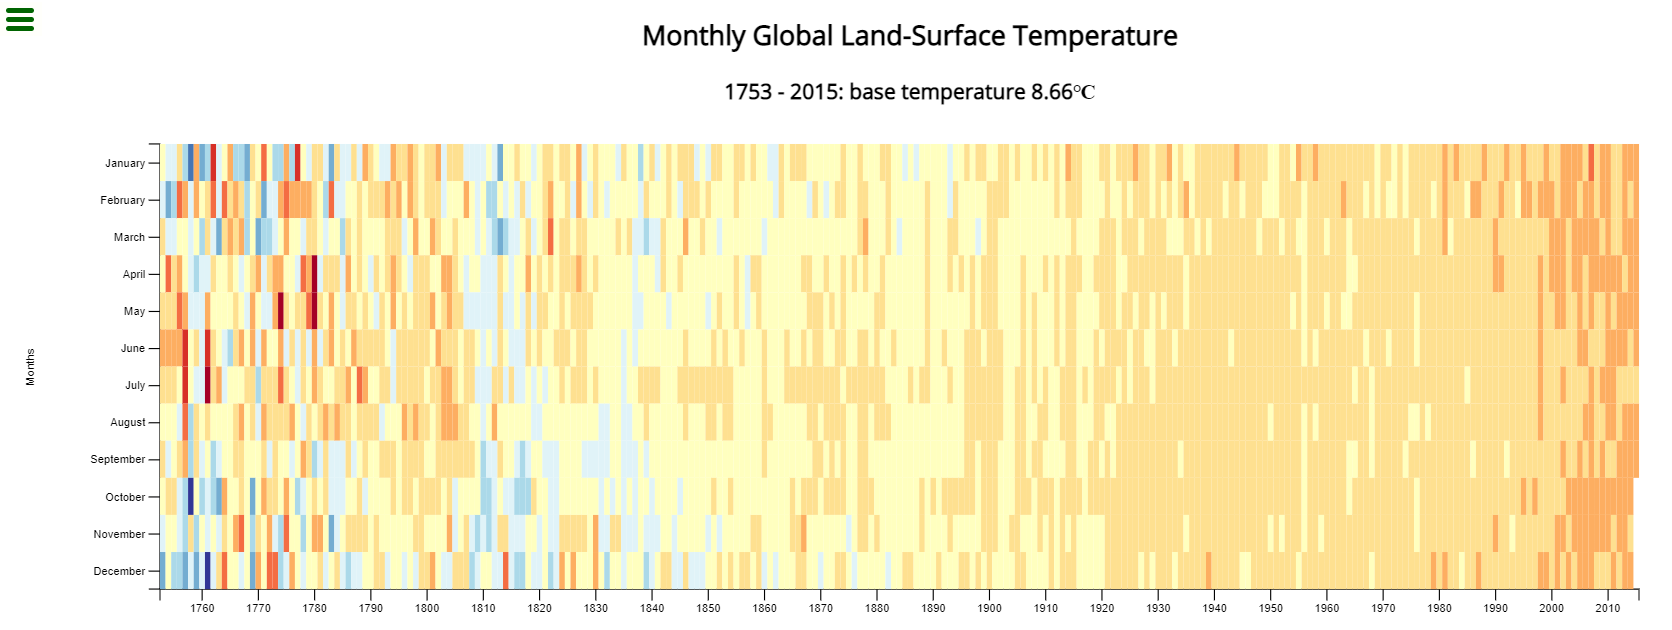 Monthly Global Land-Surface Temperature
1753 - 2015: base temperature 8.66°C
Months
January
February
March
April
May
June
July
August
September
October
November
December
1760 1770 1780 1790 1800 1810 1820 1830 1840 1850 1860 1870 1880 1890 1900 1910 1920 1930 1940 1950 1960 1970 1980 1990 2000 2010